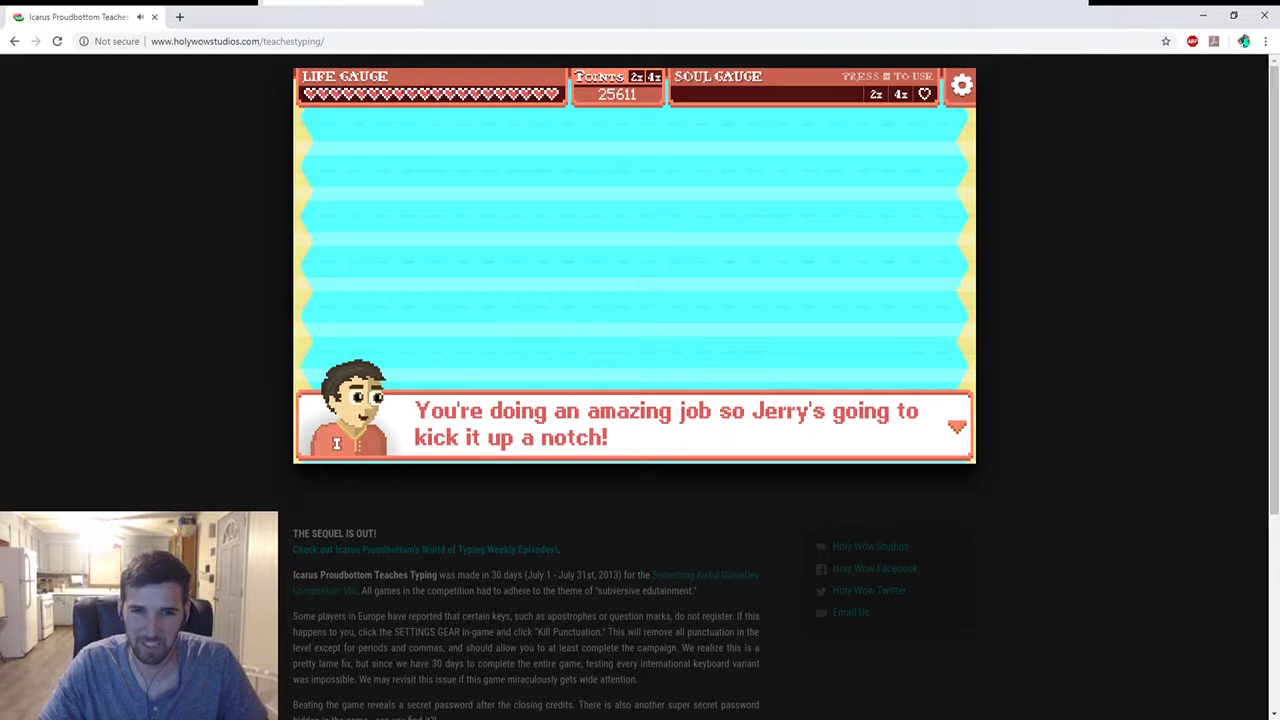 Icarus Proudbottom Teaches
Not secure | www.holywowstudios.com/teachestyping/
ABP
LIFE GAUGE
POINTS 2x 4x
25611
SOUL GAUGE
PRESS TO USE
2x 4x
You're doing an amazing job so Jerry's going to
kick it up a notch!
I
THE SEQUEL IS OUT!
Check out Icarus Proudbottom's World of Typing Weekly Episodes!.
Icarus Proudbottom Teaches Typing was made in 30 days (July 1 - July 31st, 2013) for the Something Awful GameDev
Competition VIII. All games in the competition had to adhere to the theme of "subversive edutainment."
Some players in Europe have reported that certain keys, such as apostrophes or question marks, do not register. If this
happens to you, click the SETTINGS GEAR in-game and click "Kill Punctuation." This will remove all punctuation in the
level except for periods and commas, and should allow you to at least complete the campaign. We realize this is a
pretty lame fix, but since we have 30 days to complete the entire game, testing every international keyboard variant
was impossible. We may revisit this issue if this game miraculously gets wide attention.
Beating the game reveals a secret password after the closing credits. There is also another super secret password
hidden in the game - can you find it?!
Holy Wow Studios
Holy Wow Facebook
Holy Wow Twitter
Email Us